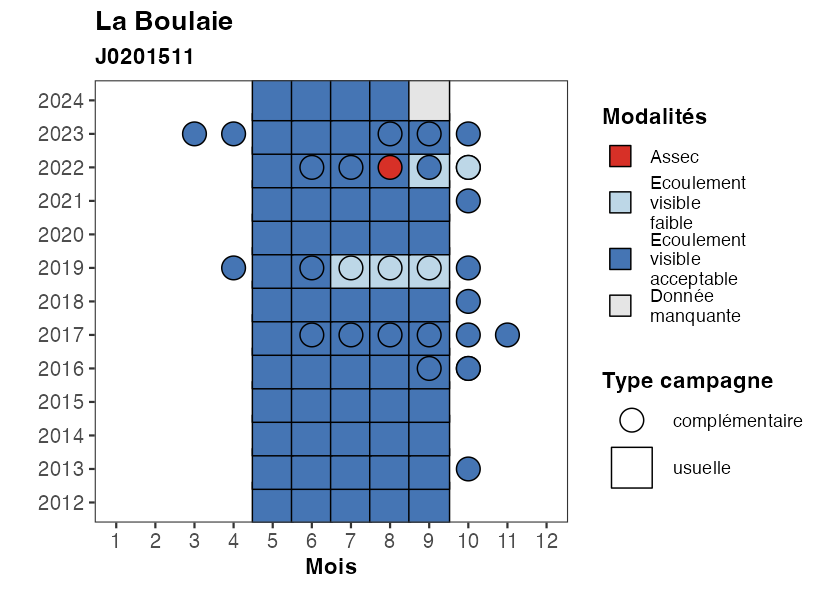 La Boulaie
J0201511
2024
2023
2022
2021
2020
2019
2018
2017
2016
2015
2014
2013
2012
1 2 3 4 5 6 7 8 9 10 11 12
Mois
Modalités
Assec
Ecoulement
visible
faible
Ecoulement
visible
acceptable
Donnée
manquante
Type campagne
complémentaire
usuelle